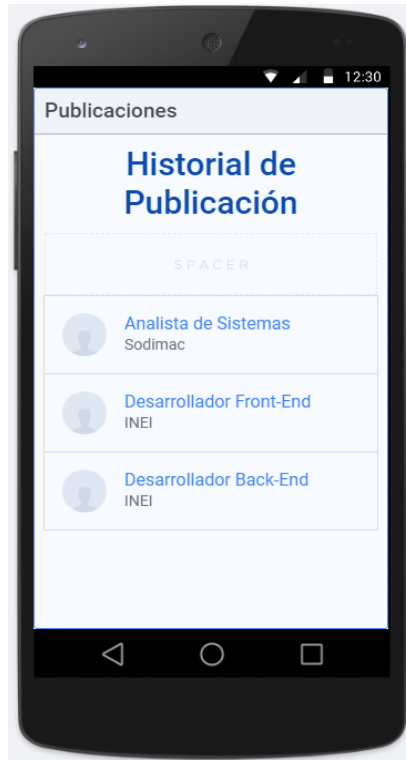 12:30
Publicaciones
Historial de
Publicación
SPACER
Analista de Sistemas
Sodimac
Desarrollador Front-End
INEI
Desarrollador Back-End
INEI